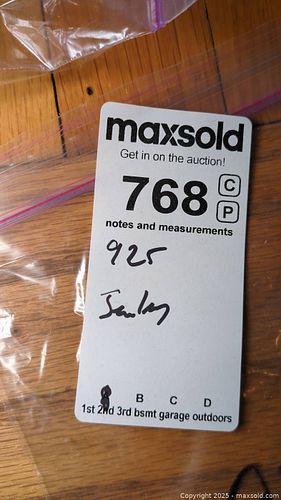 maxsold
Get in on the auction!
768 C
P
notes and measurements
925
B C D
1st 2nd 3rd bsmt garage outdoors
Copyright © 2025 - maxsold.com